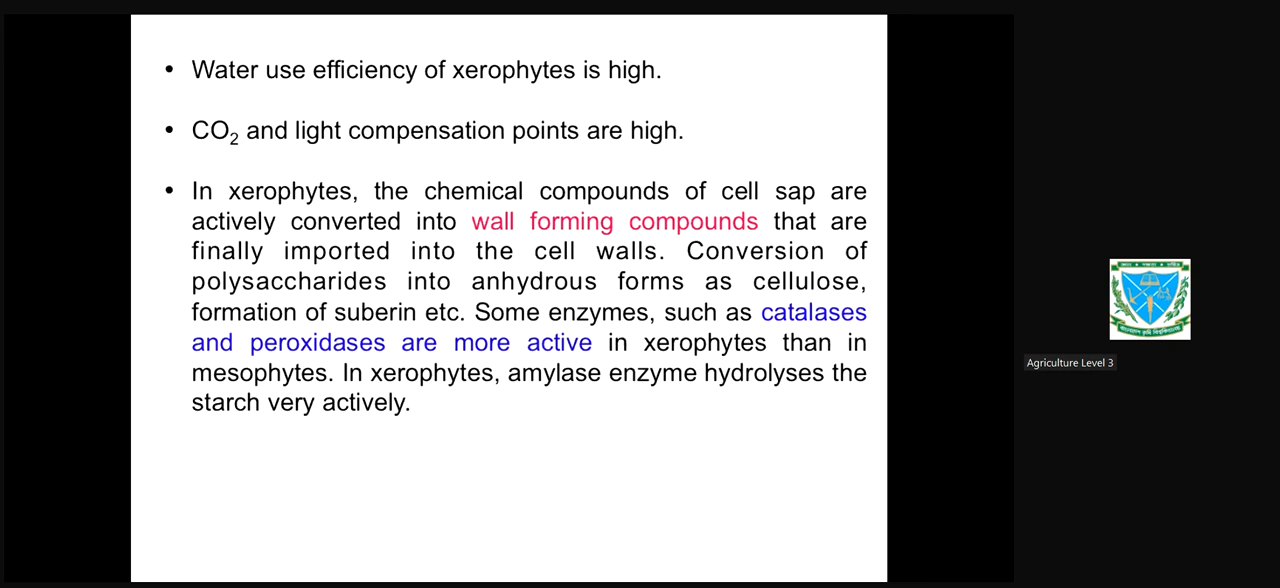 • Water use efficiency of xerophytes is high.
• CO₂ and light compensation points are high.
• In xerophytes, the chemical compounds of cell sap are
actively converted into wall forming compounds that are
finally imported into the cell walls. Conversion of
polysaccharides into anhydrous forms as cellulose,
formation of suberin etc. Some enzymes, such as catalases
and peroxidases are more active in xerophytes than in
mesophytes. In xerophytes, amylase enzyme hydrolyses the
starch very actively.
Agriculture Level 3